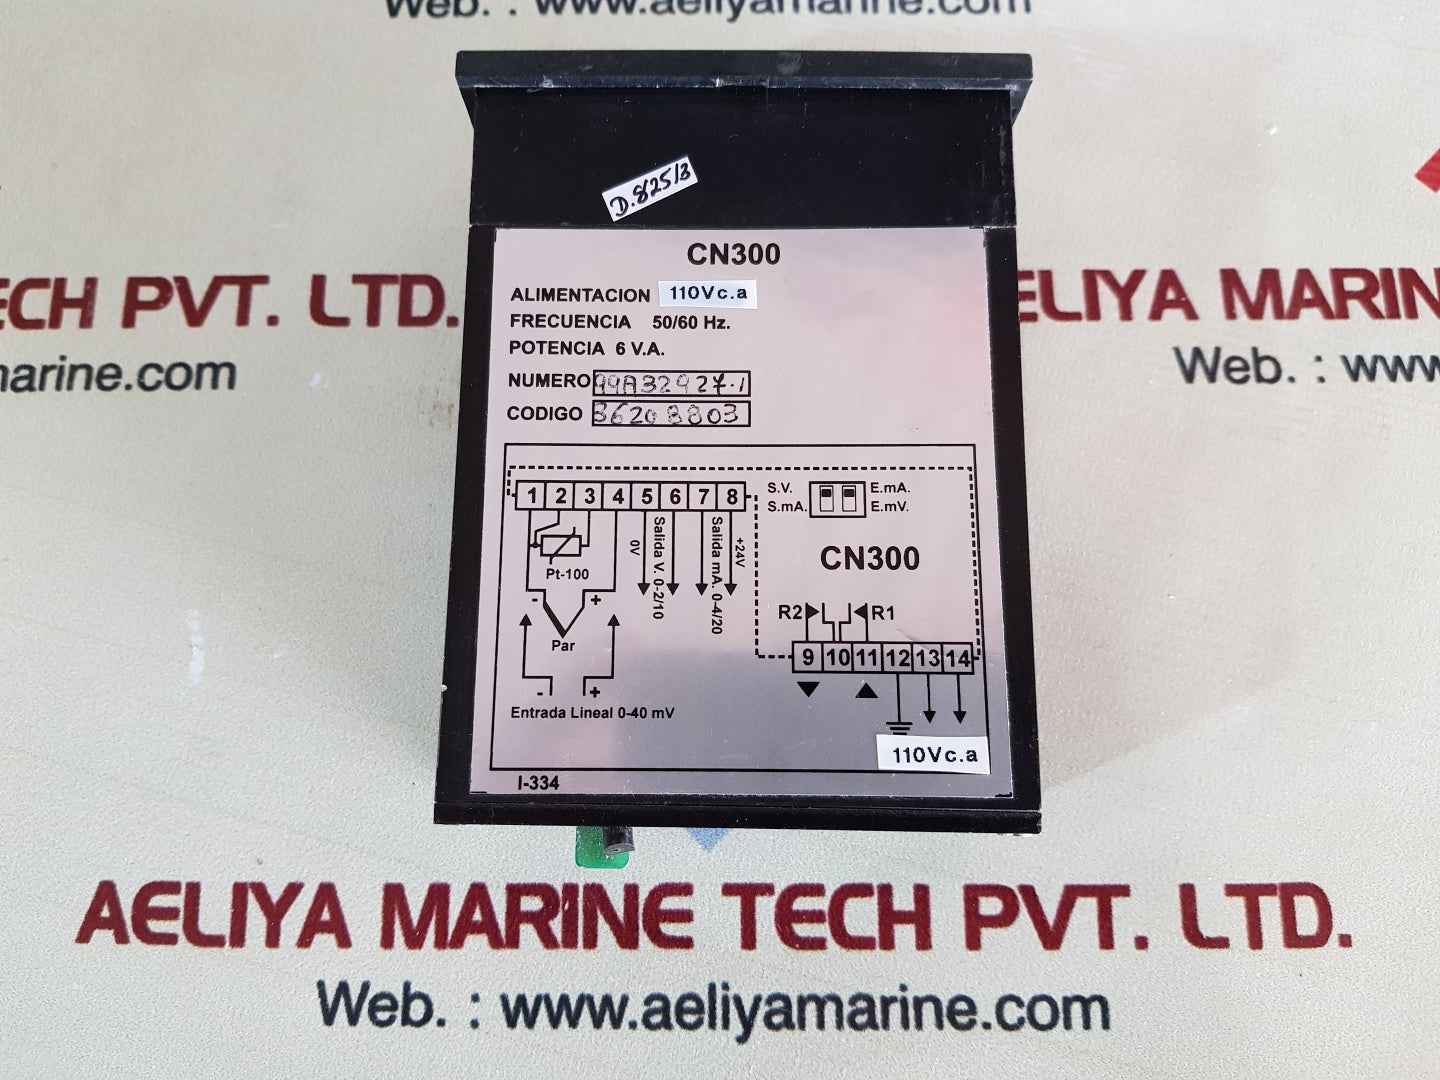 Web. : www.aeliyamarine.com
D.825/3
TECH PVT. LTD.
arine.com
ELIYA MARIN
Web. : www
CN300
ALIMENTACION 110Vc.a
FRECUENCIA 50/60 Hz.
POTENCIA 6 V.A.
NUMERO 99A32927.1
CODIGO 36208803
1 2 3 4 5 6 7 8
S.V. E.mA.
S.mA. E.mV.
0V
Salida V. 0-2/10
Salida mA. 0-4/20
+24V
Pt-100
CN300
- +
Par
R2 R1
9 10 11 12 13 14
- +
Entrada Lineal 0-40 mV
110Vc.a
I-334
AELIYA MARINE TECH PVT. LTD.
Web. : www.aeliyamarine.com